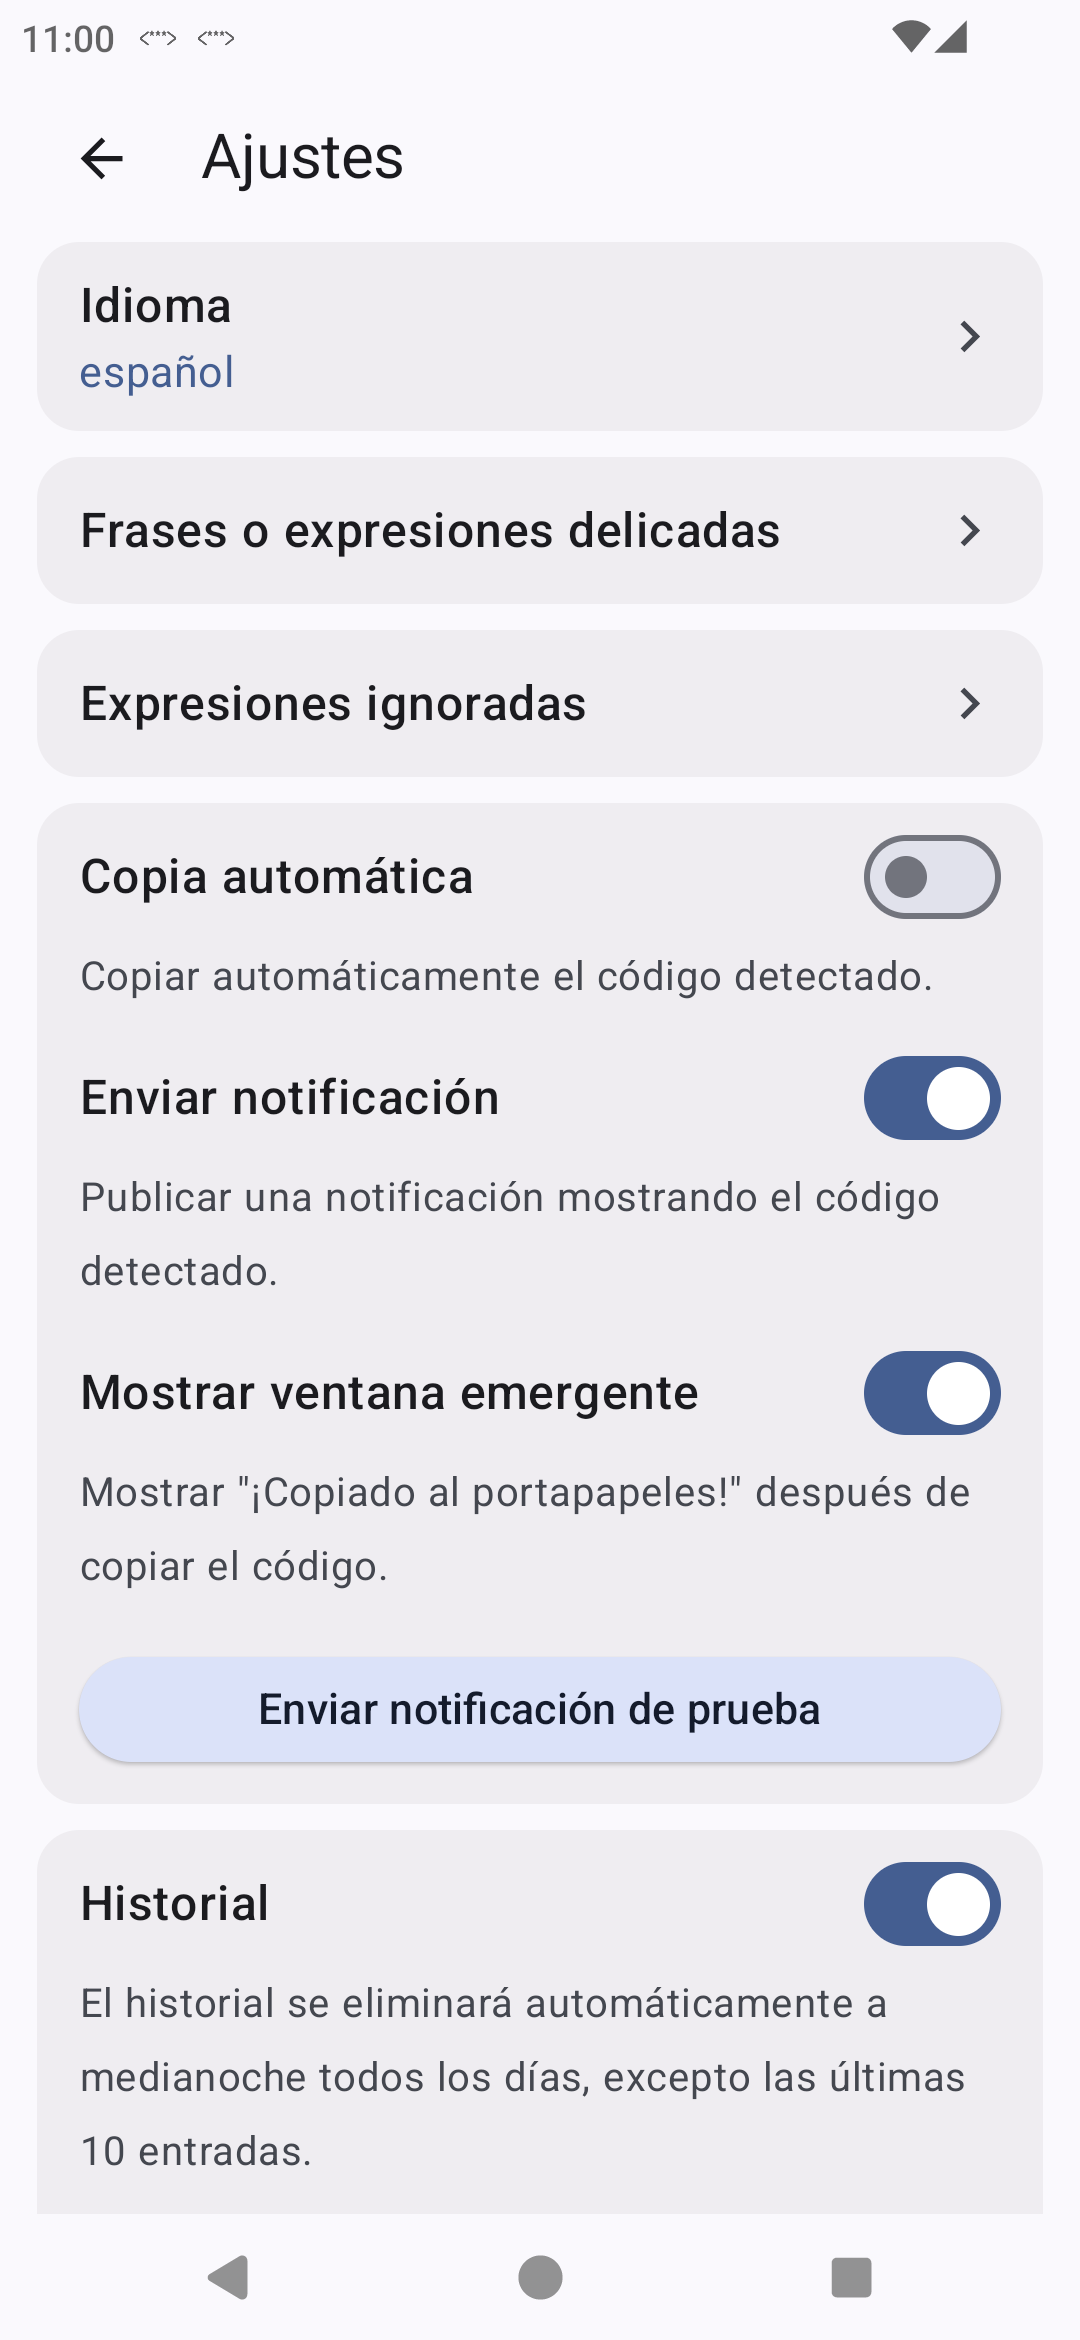 11:00 <***> <***>
Ajustes
Idioma
español
Frases o expresiones delicadas
Expresiones ignoradas
Copia automática
Copiar automáticamente el código detectado.
Enviar notificación
Publicar una notificación mostrando el código
detectado.
Mostrar ventana emergente
Mostrar "¡Copiado al portapapeles!" después de
copiar el código.
Enviar notificación de prueba
Historial
El historial se eliminará automáticamente a
medianoche todos los días, excepto las últimas
10 entradas.